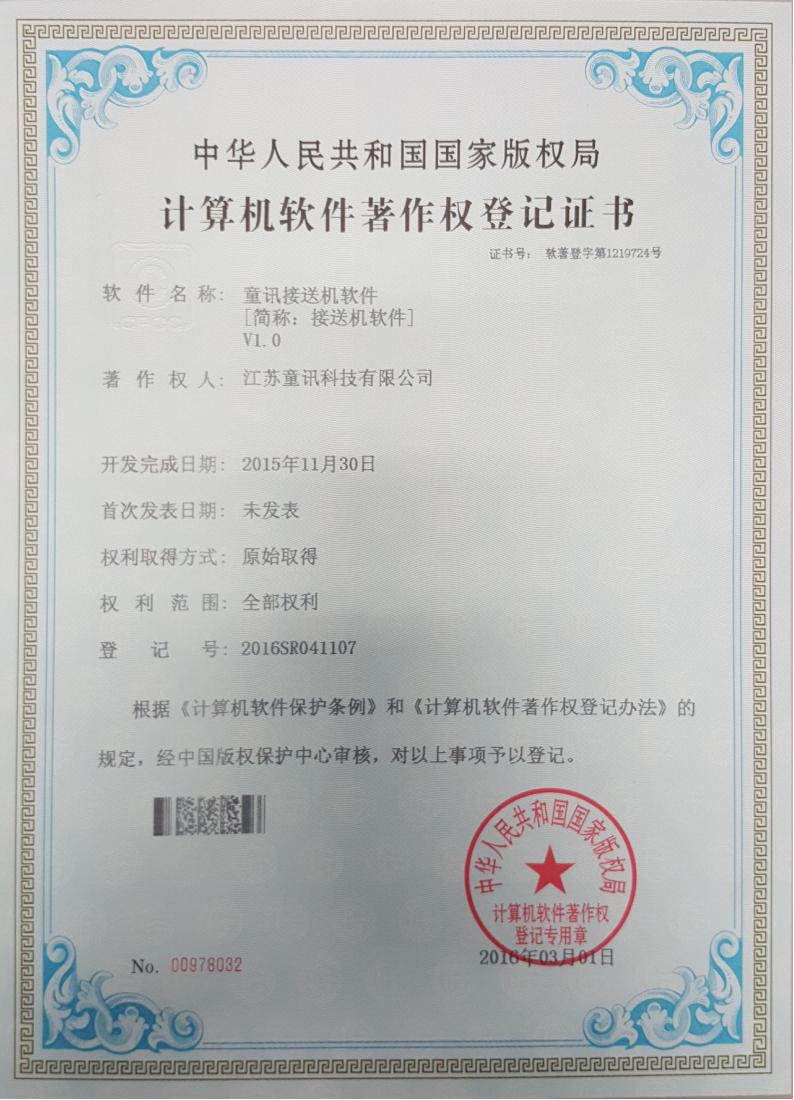 中华人民共和国国家版权局
计算机软件著作权登记证书
证书号： 软著登字第1219724号
软件名称： 童讯接送机软件
[简称：接送机软件]
V1.0
著作权人： 江苏童讯科技有限公司
开发完成日期： 2015年11月30日
首次发表日期： 未发表
权利取得方式： 原始取得
权利范围： 全部权利
登记号： 2016SR041107
根据《计算机软件保护条例》和《计算机软件著作权登记办法》的
规定，经中国版权保护中心审核，对以上事项予以登记。
中华人民共和国国家版权局
计算机软件著作权
登记专用章
No. 00978032
2016年03月01日